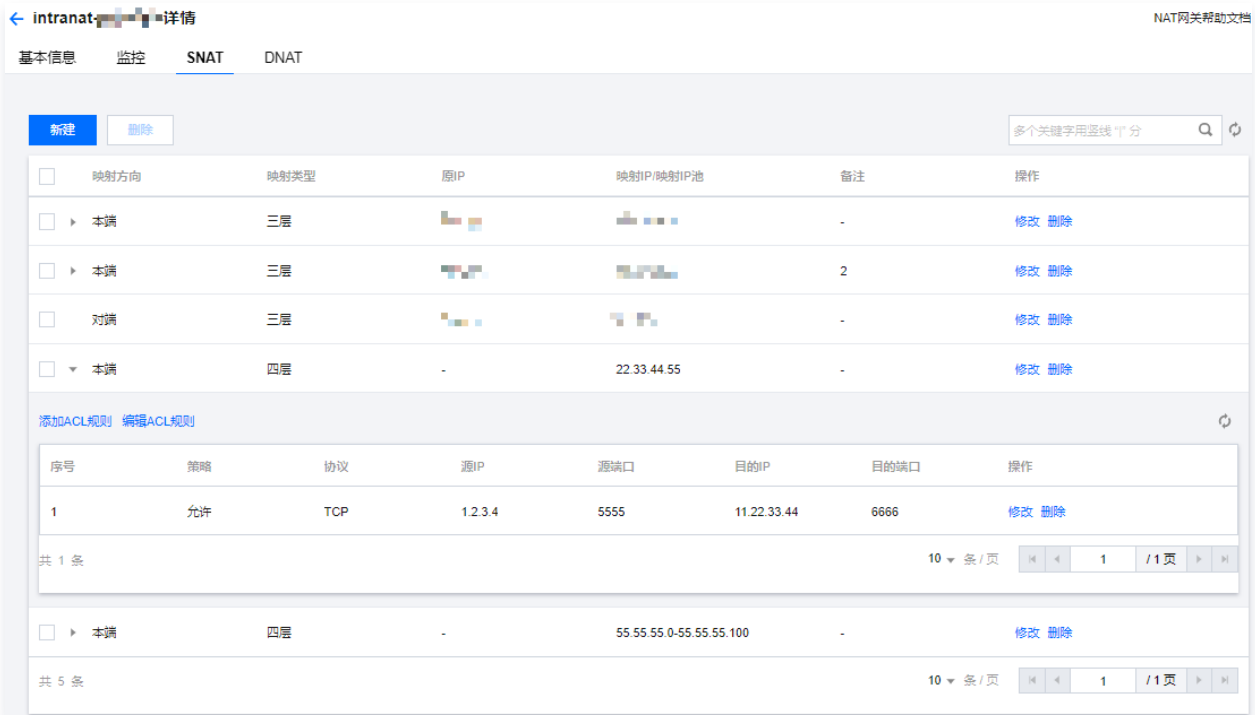 intranat-详情
NAT网关帮助文档
基本信息 监控 SNAT DNAT
新建 删除 多个关键字用竖线 "|" 分
映射方向 映射类型 原IP 映射IP/映射IP池 备注 操作
本端 三层 - 修改 删除
本端 三层 2 修改 删除
对端 三层 - 修改 删除
本端 四层 - 22.33.44.55 - 修改 删除
添加ACL规则 编辑ACL规则
序号 策略 协议 源IP 源端口 目的IP 目的端口 操作
1 允许 TCP 1.2.3.4 5555 11.22.33.44 6666 修改 删除
共 1 条 10 条 / 页 1 / 1 页
本端 四层 - 55.55.55.0-55.55.55.100 - 修改 删除
共 5 条 10 条 / 页 1 / 1 页